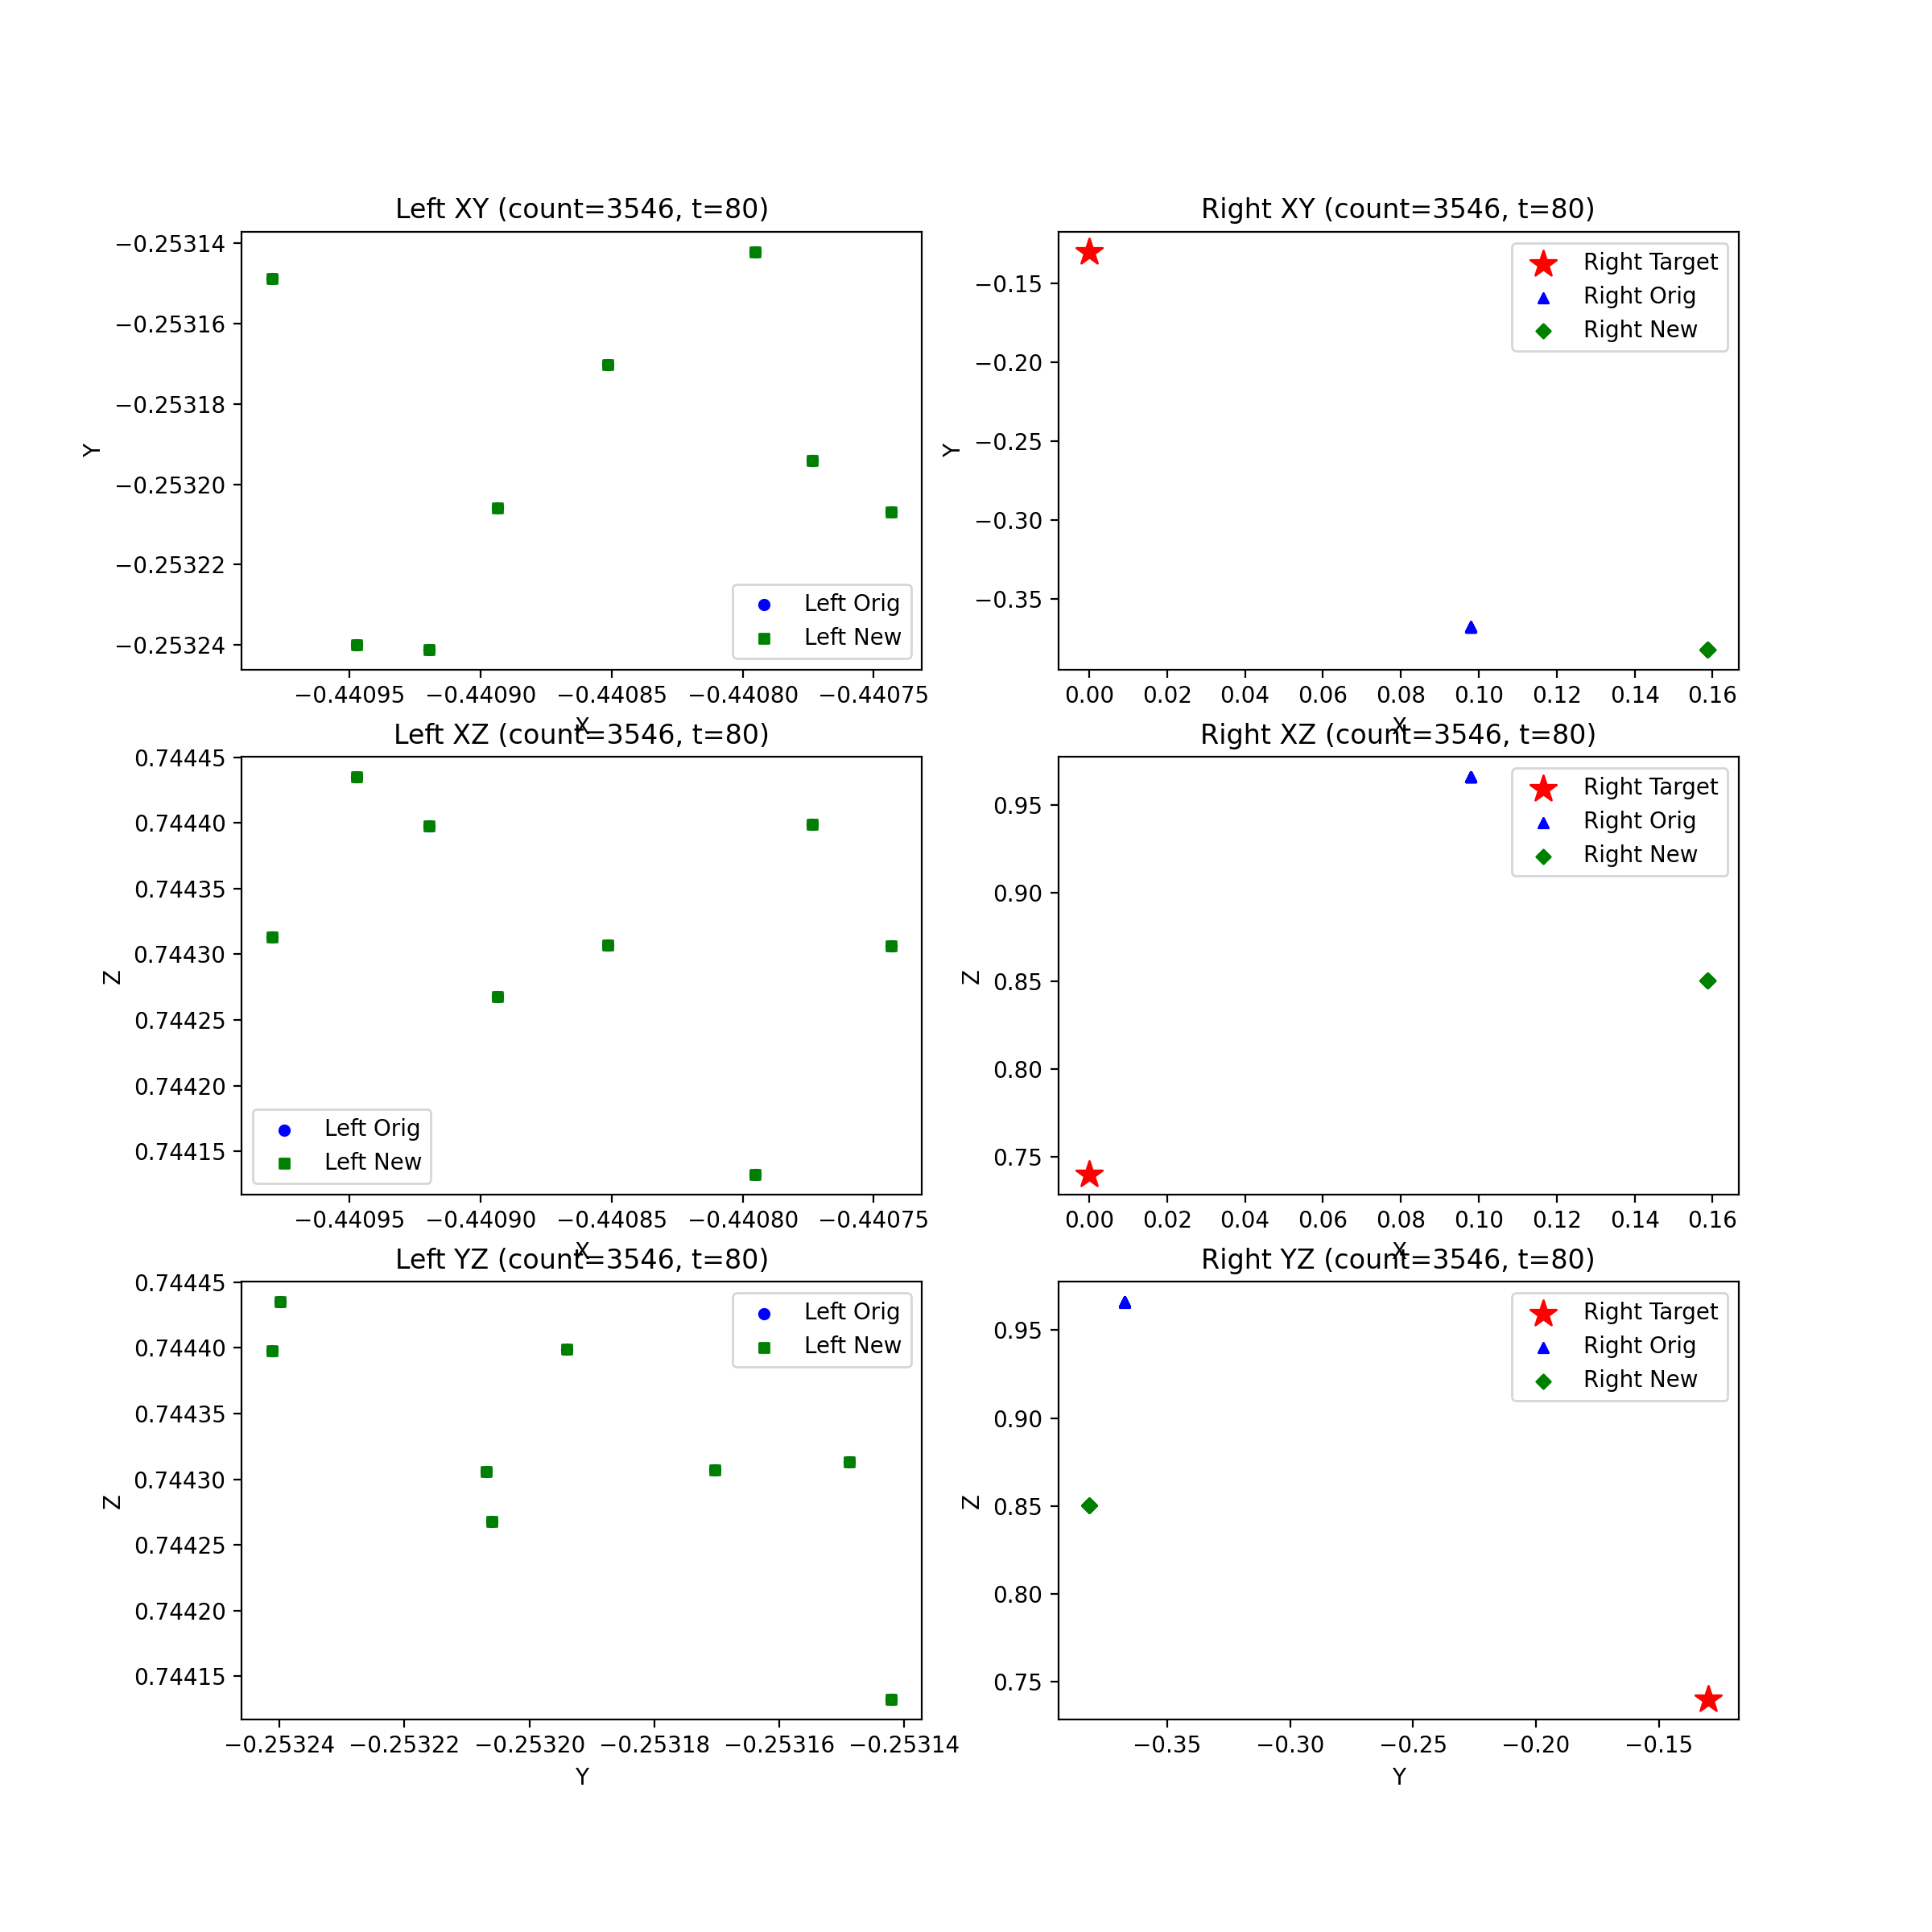 Left XY (count=3546, t=80)
Y
−0.25314
−0.25316
−0.25318
−0.25320
−0.25322
−0.25324
Left Orig
Left New
−0.44095 −0.44090 −0.44085 −0.44080 −0.44075
X
Right XY (count=3546, t=80)
Y
−0.15
−0.20
−0.25
−0.30
−0.35
Right Target
Right Orig
Right New
0.00 0.02 0.04 0.06 0.08 0.10 0.12 0.14 0.16
X
Left XZ (count=3546, t=80)
Z
0.74445
0.74440
0.74435
0.74430
0.74425
0.74420
0.74415
Left Orig
Left New
−0.44095 −0.44090 −0.44085 −0.44080 −0.44075
X
Right XZ (count=3546, t=80)
Z
0.95
0.90
0.85
0.80
0.75
Right Target
Right Orig
Right New
0.00 0.02 0.04 0.06 0.08 0.10 0.12 0.14 0.16
X
Left YZ (count=3546, t=80)
Z
0.74445
0.74440
0.74435
0.74430
0.74425
0.74420
0.74415
Left Orig
Left New
−0.25324 −0.25322 −0.25320 −0.25318 −0.25316 −0.25314
Y
Right YZ (count=3546, t=80)
Z
0.95
0.90
0.85
0.80
0.75
Right Target
Right Orig
Right New
−0.35 −0.30 −0.25 −0.20 −0.15
Y